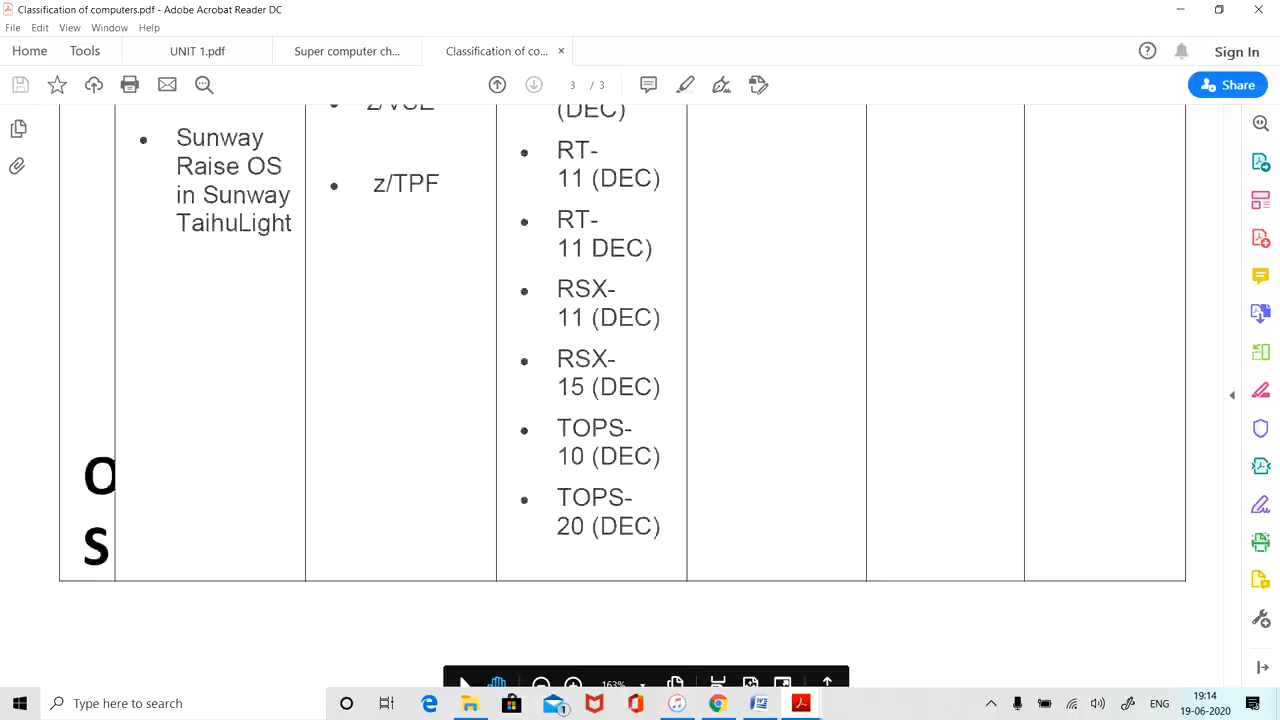 Classification of computers.pdf - Adobe Acrobat Reader DC
File Edit View Window Help
Home Tools UNIT 1.pdf Super computer ch... Classification of co... × Sign In
3 / 3 Share
z/VSE
Sunway
Raise OS
in Sunway
TaihuLight
z/TPF
(DEC)
RT-
11 (DEC)
RT-
11 DEC)
RSX-
11 (DEC)
RSX-
15 (DEC)
TOPS-
10 (DEC)
TOPS-
20 (DEC)
O
S
163%
Type here to search
1
ENG
19:14
19-06-2020